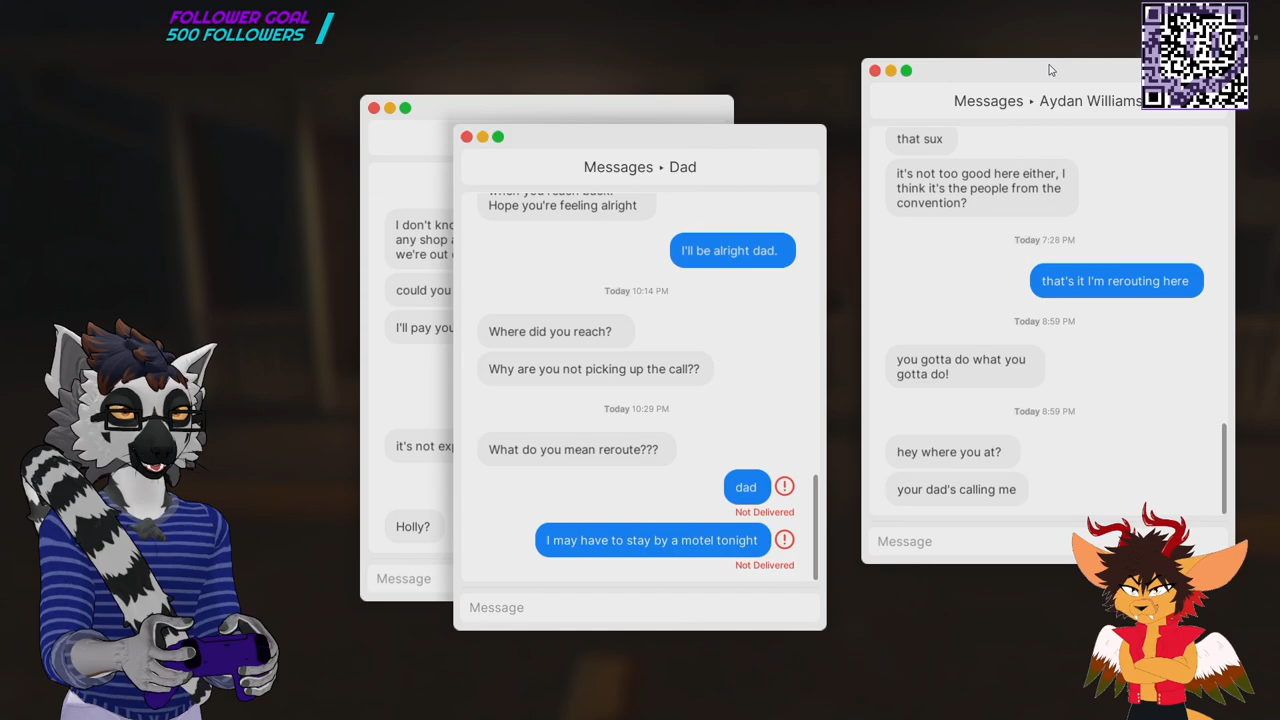 FOLLOWER GOAL
500 FOLLOWERS
I don't
any shop
we're out
could you
I'll pay
it's not
Holly?
Message
Messages ‣ Dad
when you reach back.
Hope you're feeling alright
I'll be alright dad.
Today 10:14 PM
Where did you reach?
Why are you not picking up the call??
Today 10:29 PM
What do you mean reroute???
dad
Not Delivered
I may have to stay by a motel tonight
Not Delivered
Message
Messages ‣ Aydan Williams
that sux
it's not too good here either, I
think it's the people from the
convention?
Today 7:28 PM
that's it I'm rerouting here
Today 8:59 PM
you gotta do what you
gotta do!
Today 8:59 PM
hey where you at?
your dad's calling me
Message